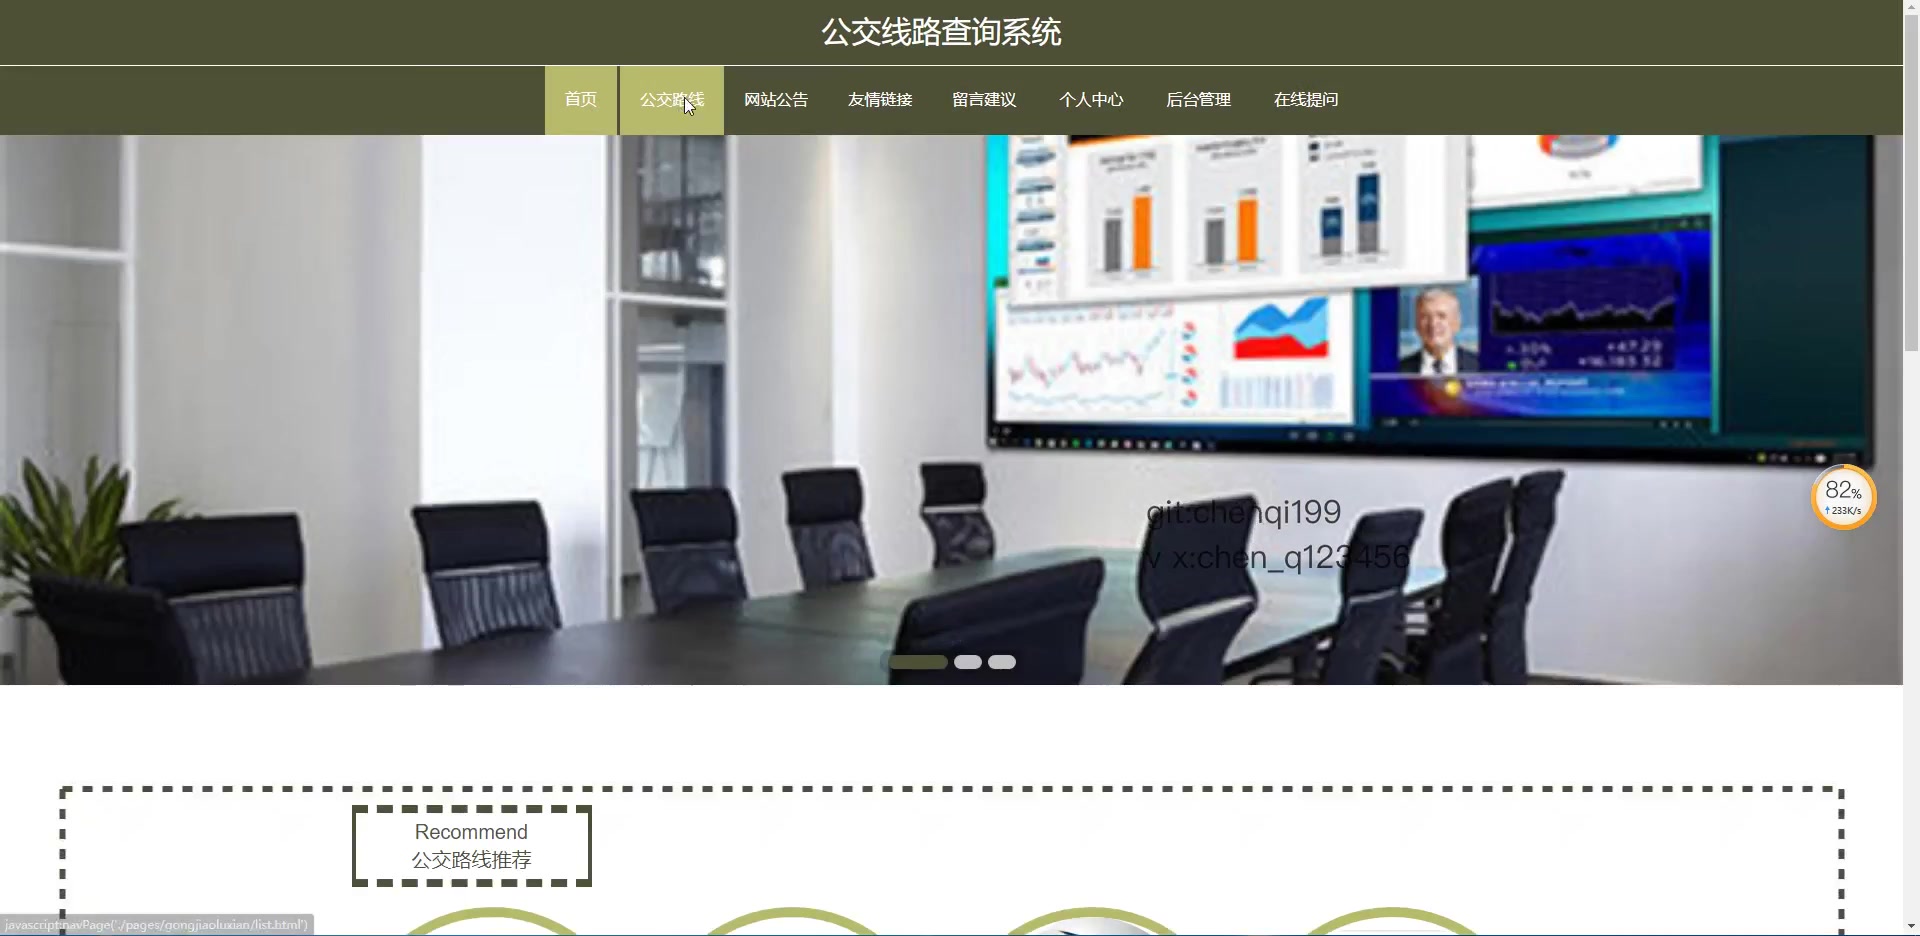 公交线路查询系统
首页 公交路线 网站公告 友情链接 留言建议 个人中心 后台管理 在线提问
git:chenqi199
v x:chen_q123456
82%
↑ 233K/s
Recommend
公交路线推荐
javascript:navPage('./pages/gongjiaoluxian/list.html')